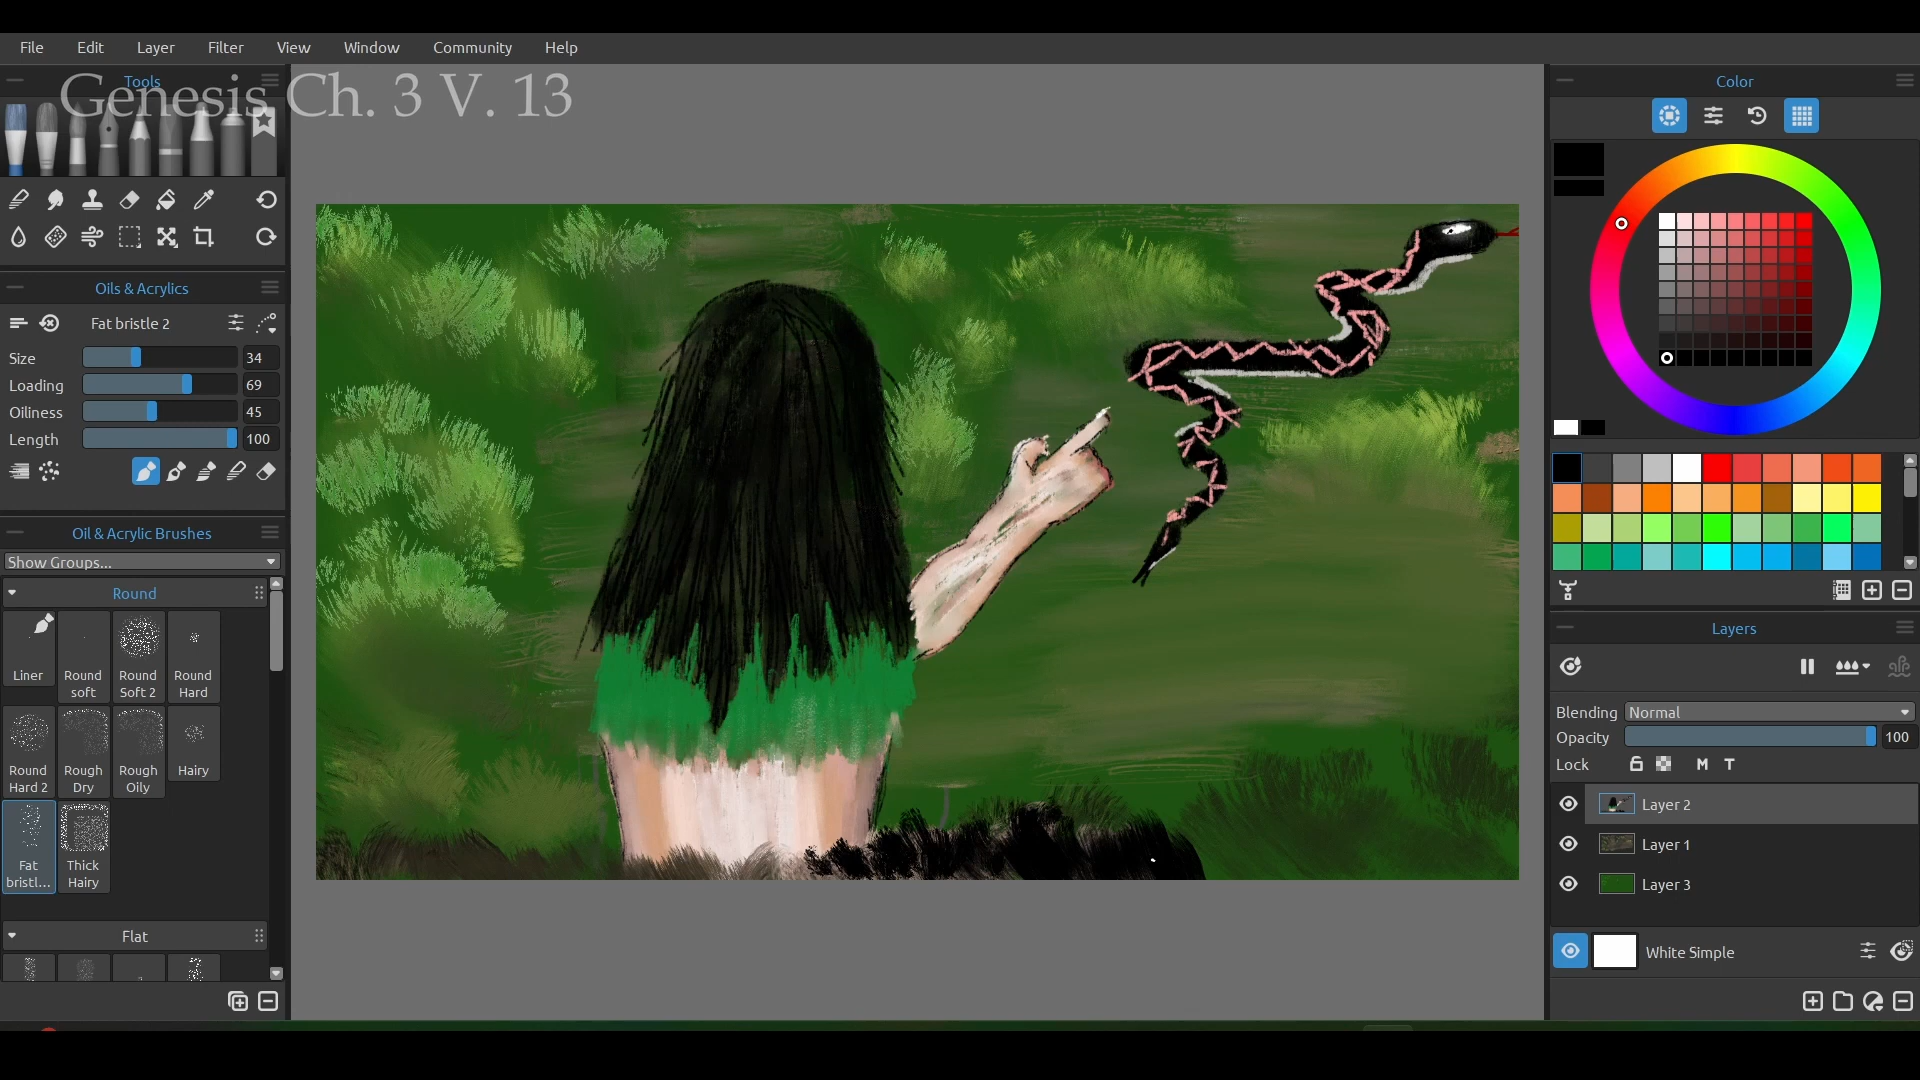 File Edit Layer Filter View Window Community Help
Genesis Ch. 3 V. 13
Tools
Oils & Acrylics
Fat bristle 2
Size 34
Loading 69
Oiliness 45
Length 100
Oil & Acrylic Brushes
Show Groups...
Round
Liner
Round soft
Round Soft 2
Round Hard
Round Hard 2
Rough Dry
Rough Oily
Hairy
Fat bristl...
Thick Hairy
Flat
Color
Layers
Blending Normal
Opacity 100
Lock M T
Layer 2
Layer 1
Layer 3
White Simple